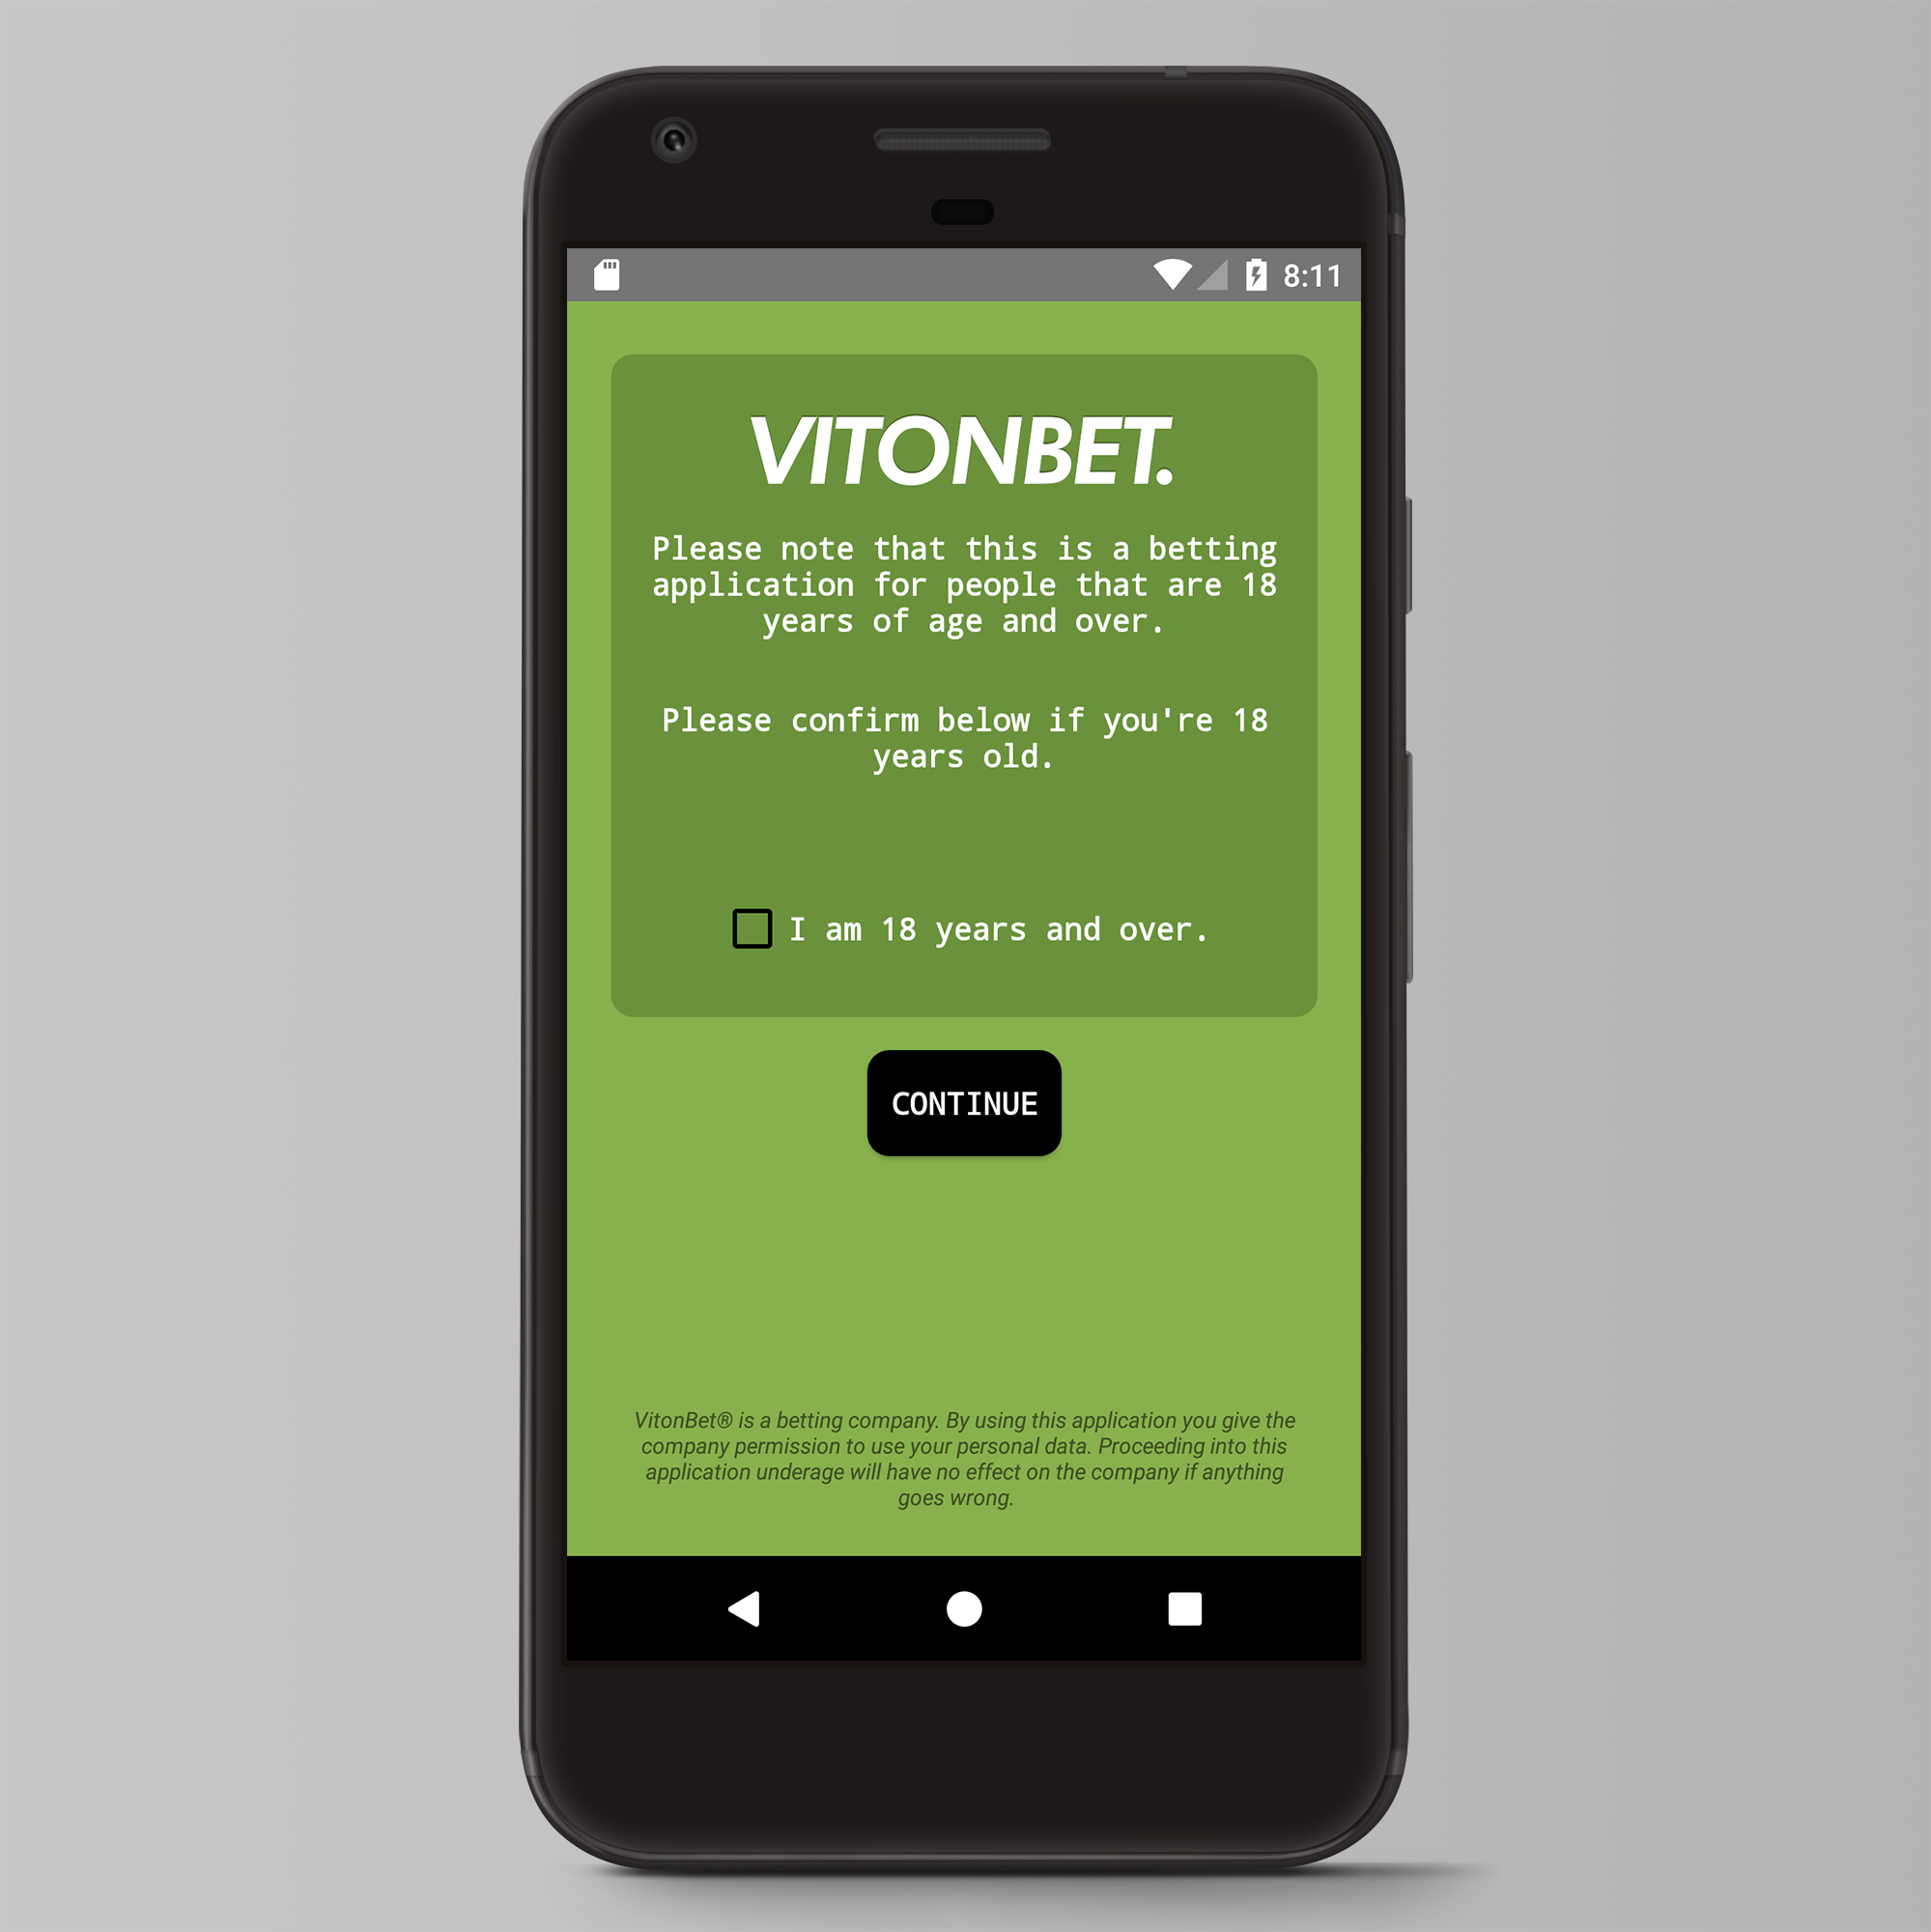 8:11
VITONBET.
Please note that this is a betting
application for people that are 18
years of age and over.
Please confirm below if you're 18
years old.
I am 18 years and over.
CONTINUE
VitonBet® is a betting company. By using this application you give the
company permission to use your personal data. Proceeding into this
application underage will have no effect on the company if anything
goes wrong.